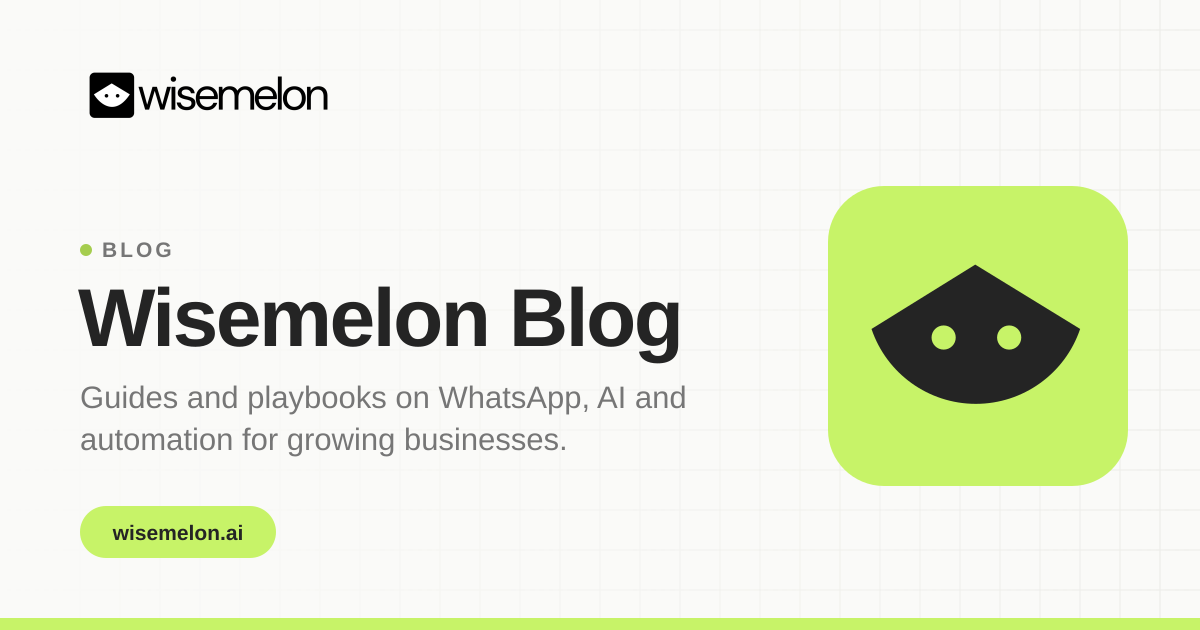 wisemelon
BLOG
Wisemelon Blog
Guides and playbooks on WhatsApp, AI and
automation for growing businesses.
wisemelon.ai